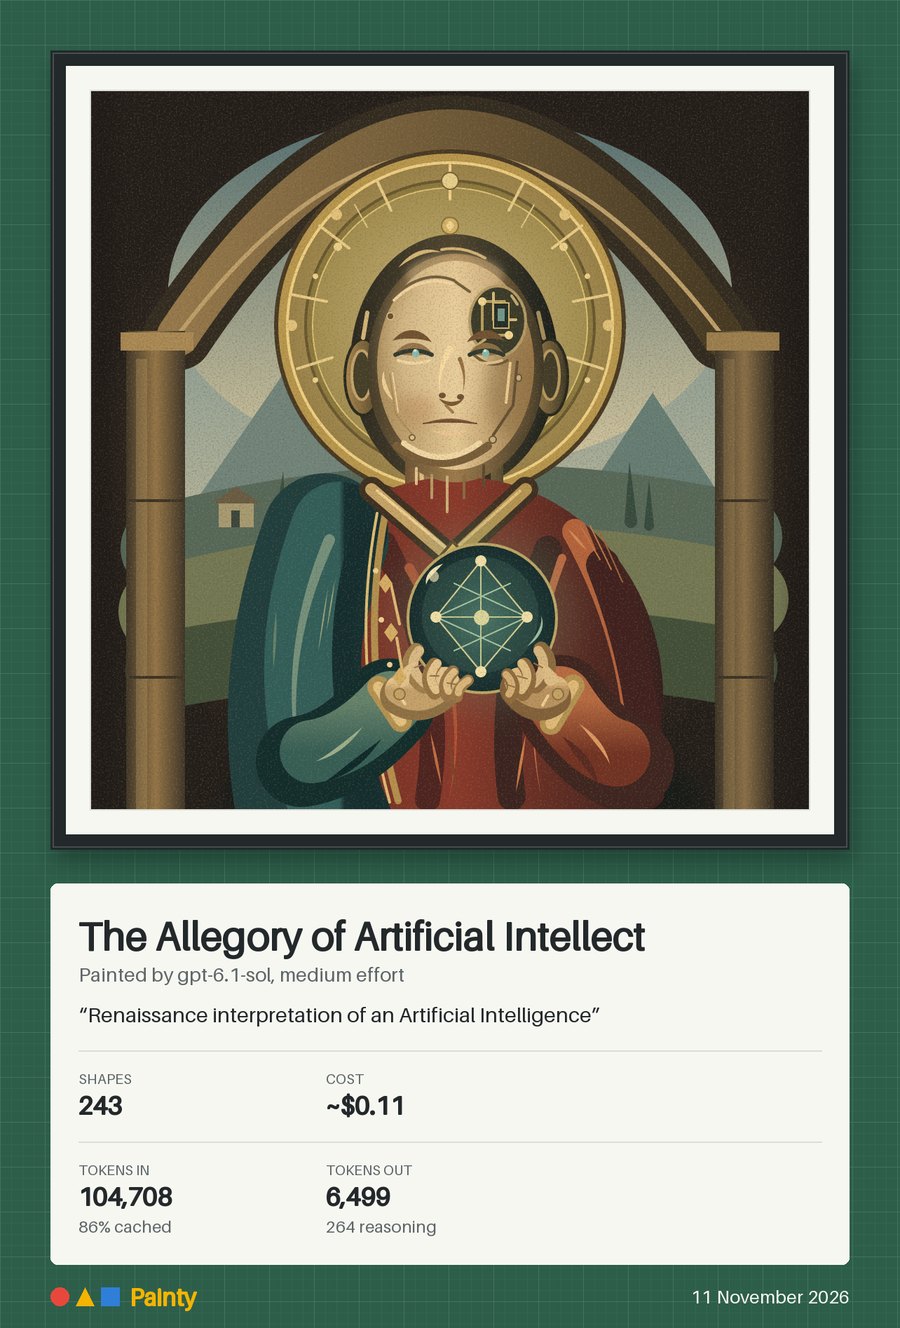 The Allegory of Artificial Intellect
Painted by gpt-6.1-sol, medium effort
“Renaissance interpretation of an Artificial Intelligence”
SHAPES
243
COST
~$0.11
TOKENS IN
104,708
86% cached
TOKENS OUT
6,499
264 reasoning
Painty
11 November 2026